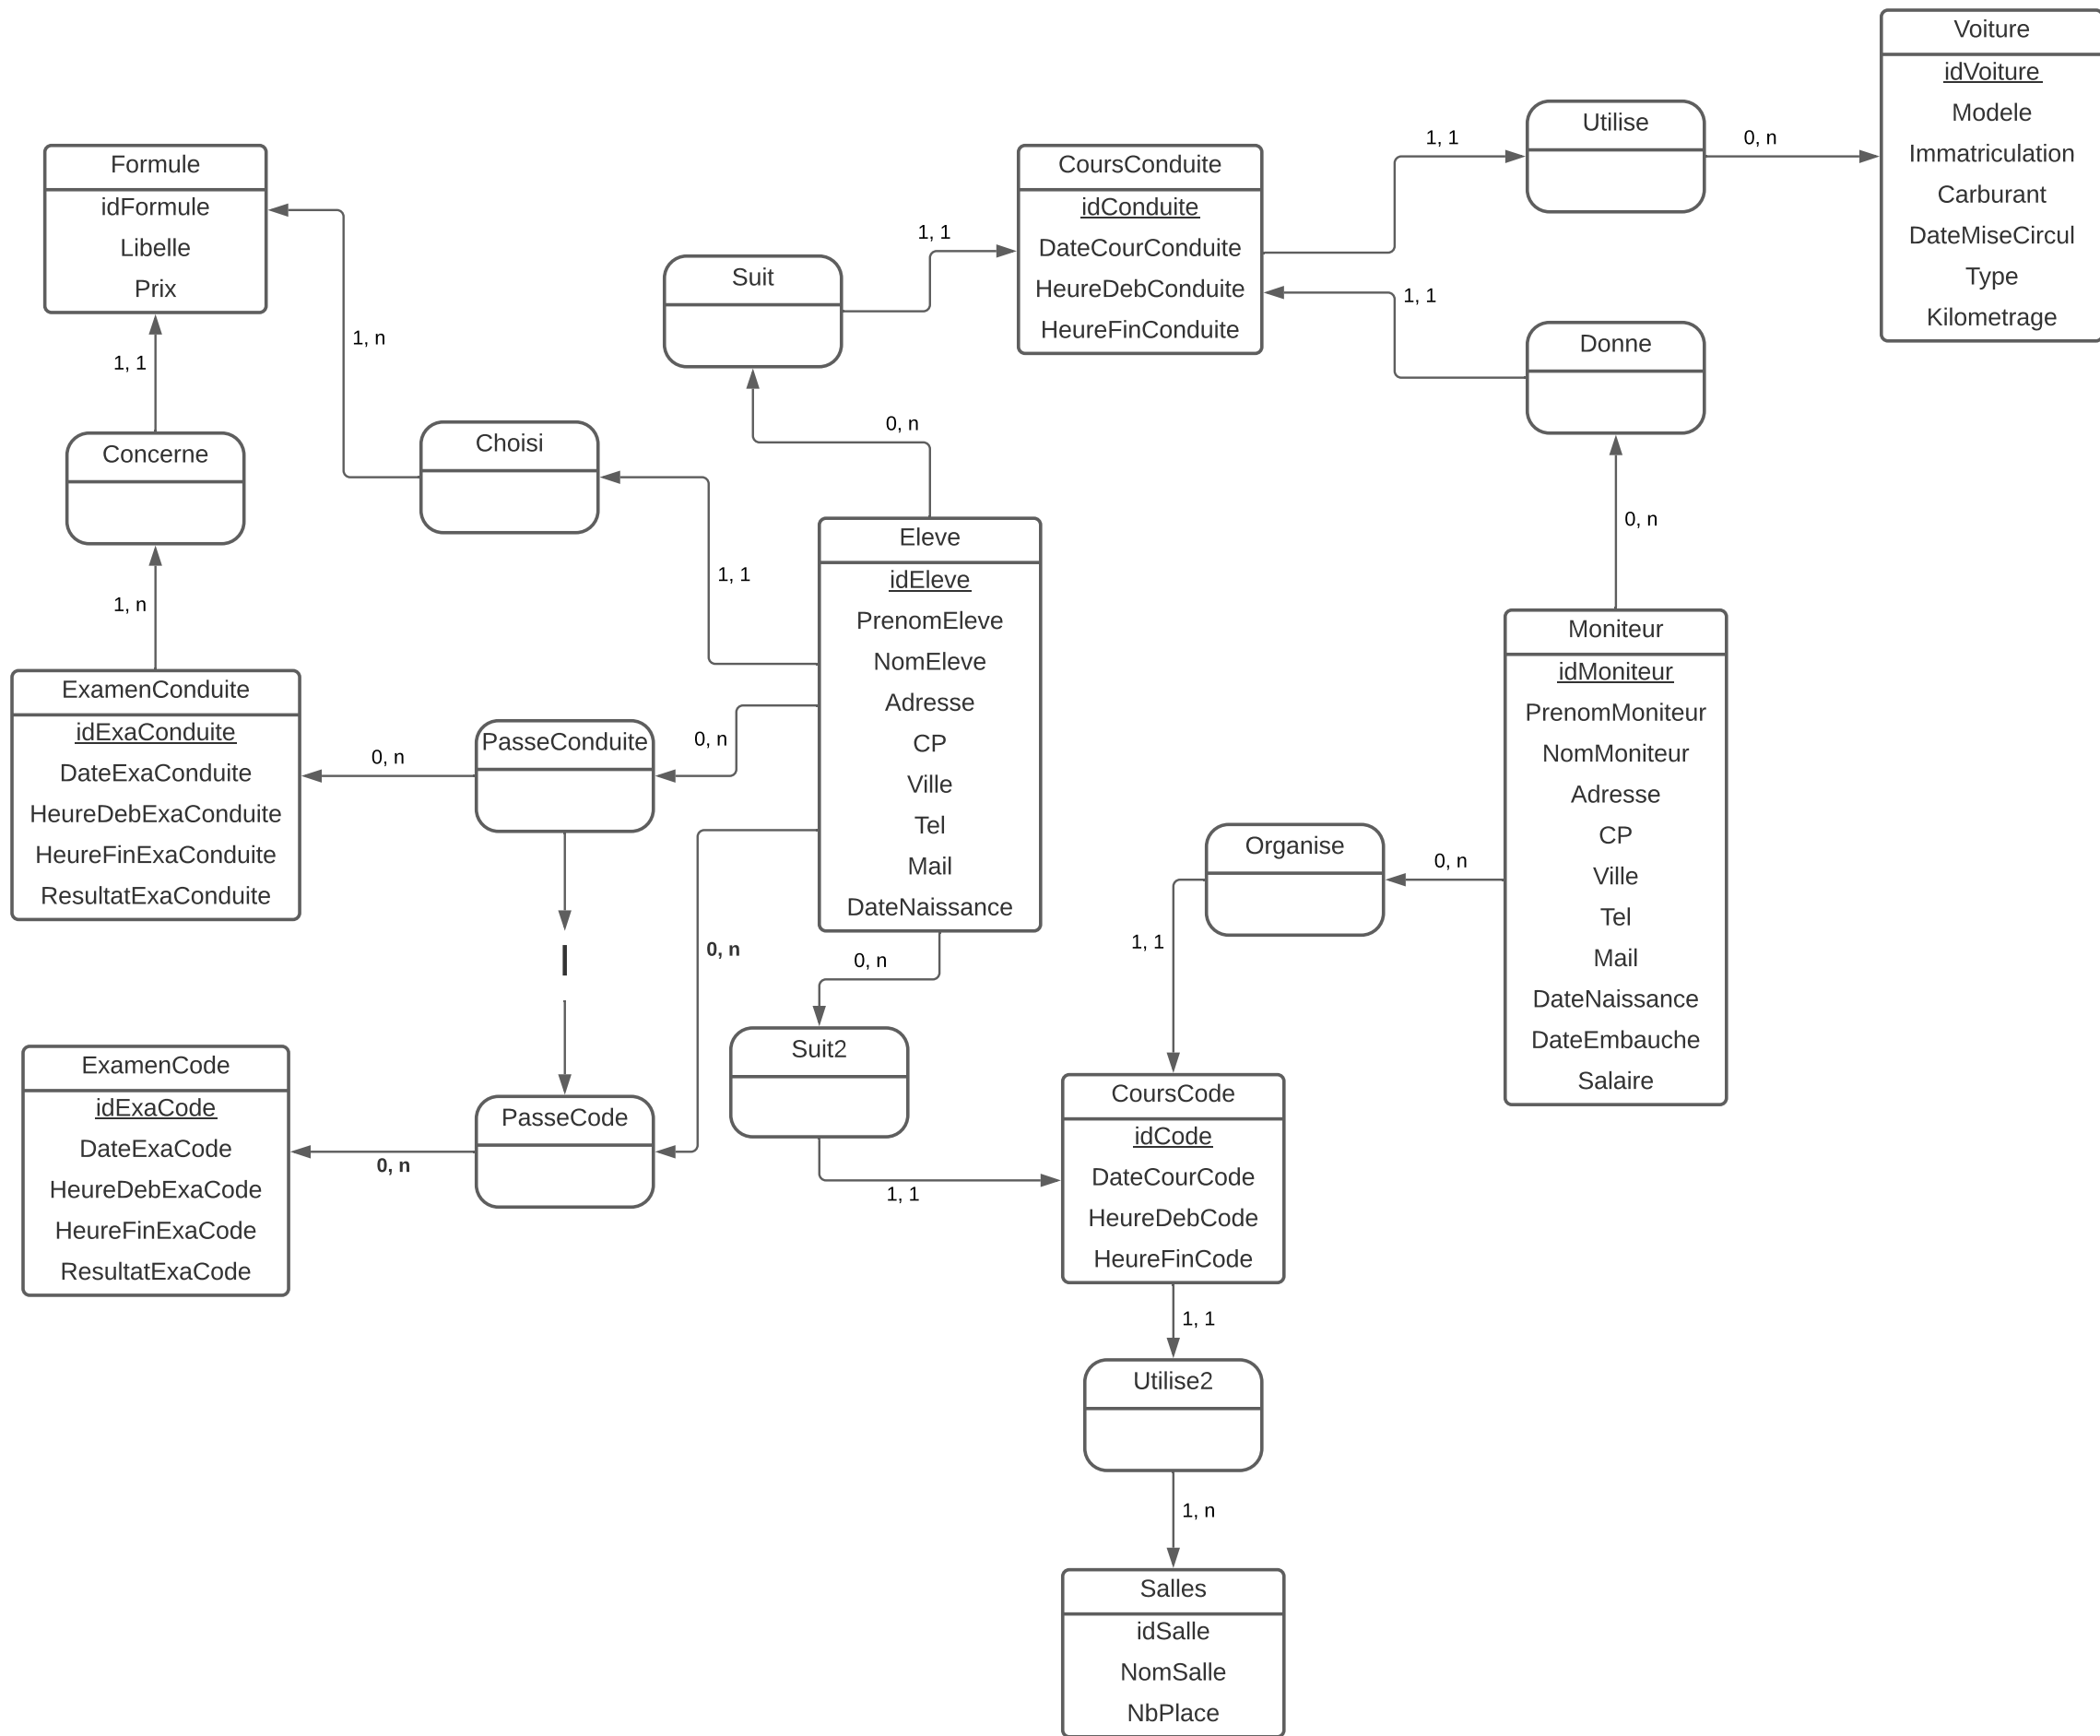 Voiture
idVoiture
Modele
Immatriculation
Carburant
DateMiseCircul
Type
Kilometrage
Utilise
1, 1
0, n
Formule
idFormule
Libelle
Prix
CoursConduite
idConduite
DateCourConduite
HeureDebConduite
HeureFinConduite
1, 1
Suit
1, 1
Donne
1, n
1, 1
Concerne
Choisi
0, n
0, n
Eleve
idEleve
PrenomEleve
NomEleve
Adresse
CP
Ville
Tel
Mail
DateNaissance
1, 1
1, n
Moniteur
idMoniteur
PrenomMoniteur
NomMoniteur
Adresse
CP
Ville
Tel
Mail
DateNaissance
DateEmbauche
Salaire
ExamenConduite
idExaConduite
DateExaConduite
HeureDebExaConduite
HeureFinExaConduite
ResultatExaConduite
0, n
PasseConduite
0, n
Organise
0, n
1, 1
0, n
0, n
I
Suit2
ExamenCode
idExaCode
DateExaCode
HeureDebExaCode
HeureFinExaCode
ResultatExaCode
0, n
PasseCode
CoursCode
idCode
DateCourCode
HeureDebCode
HeureFinCode
1, 1
1, 1
Utilise2
1, n
Salles
idSalle
NomSalle
NbPlace